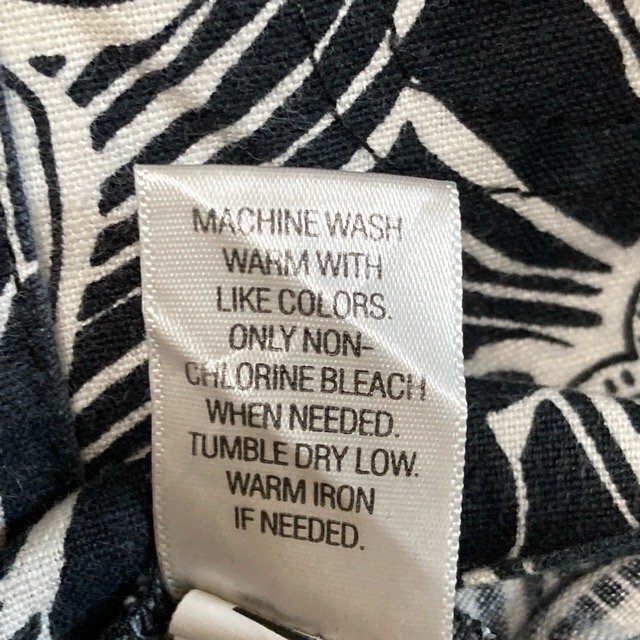 MACHINE WASH
WARM WITH
LIKE COLORS.
ONLY NON-
CHLORINE BLEACH
WHEN NEEDED.
TUMBLE DRY LOW.
WARM IRON
IF NEEDED.